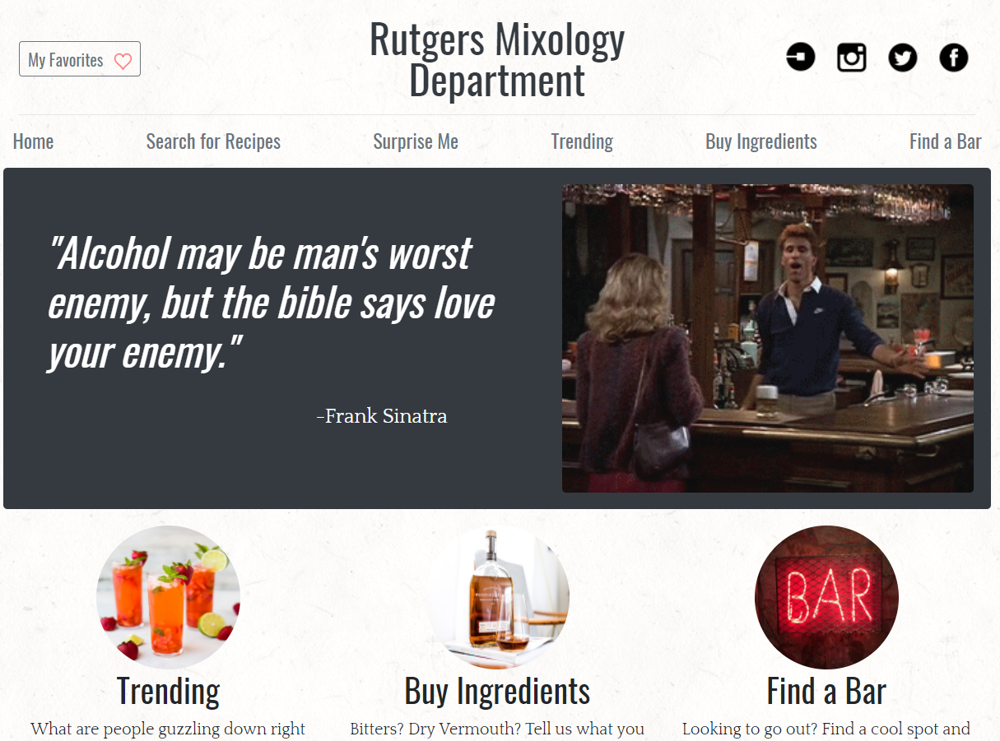 My Favorites
Rutgers Mixology
Department
Home
Search for Recipes
Surprise Me
Trending
Buy Ingredients
Find a Bar
"Alcohol may be man's worst
enemy, but the bible says love
your enemy."
-Frank Sinatra
BAR
Trending
Buy Ingredients
Find a Bar
What are people guzzling down right
Bitters? Dry Vermouth? Tell us what you
Looking to go out? Find a cool spot and